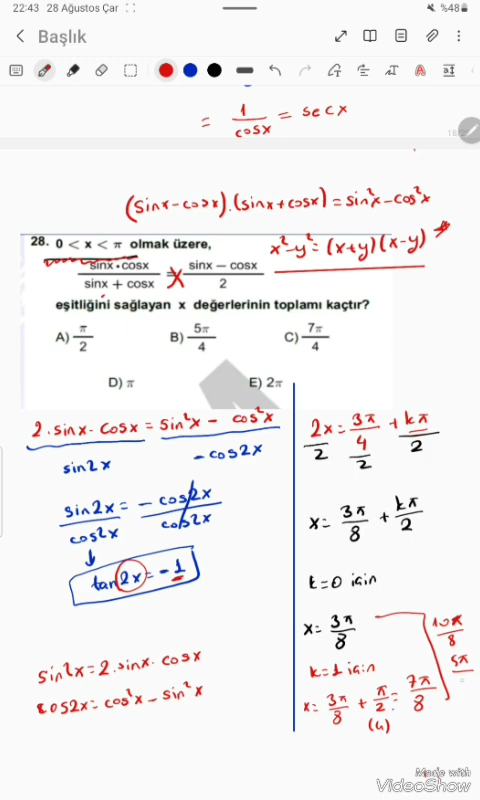 22:43 28 Ağustos Çar
%48
Başlık
= 1/cosx = secx
(sinx-cosx).(sinx+cosx) = sin²x-cos²x
28. 0 < x < π olmak üzere,
x²-y² = (x+y)(x-y)
sinx•cosx / sinx + cosx = sinx – cosx / 2
eşitliğini sağlayan x değerlerinin toplamı kaçtır?
A) π/2 B) 5π/4 C) 7π/4
D) π E) 2π
2.sinx.cosx = sin²x - cos²x
sin2x -cos2x
sin2x/cos2x = -cos2x/cos2x
tan2x = -1
sin2x = 2.sinx.cosx
cos2x = cos²x - sin²x
2x/2 = 3π/4/2 + kπ/2
x = 3π/8 + kπ/2
k=0 için
x = 3π/8
k=1 için
x = 3π/8 + π/2 = 7π/8
(4)
10π/8
5π
Made with
VideoShow